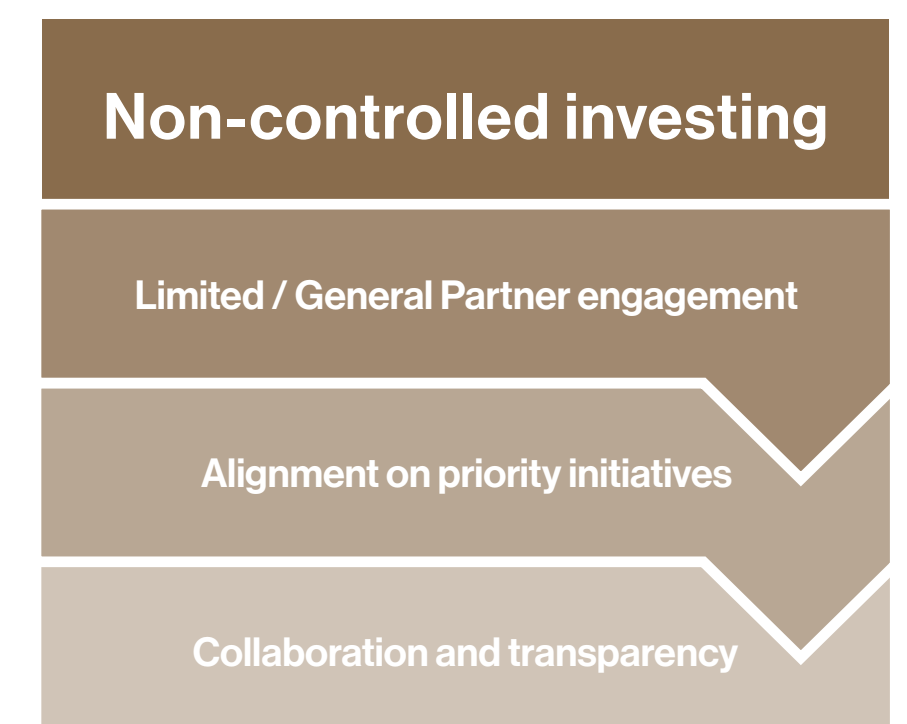 Non-controlled investing
Limited / General Partner engagement
Alignment on priority initiatives
Collaboration and transparency